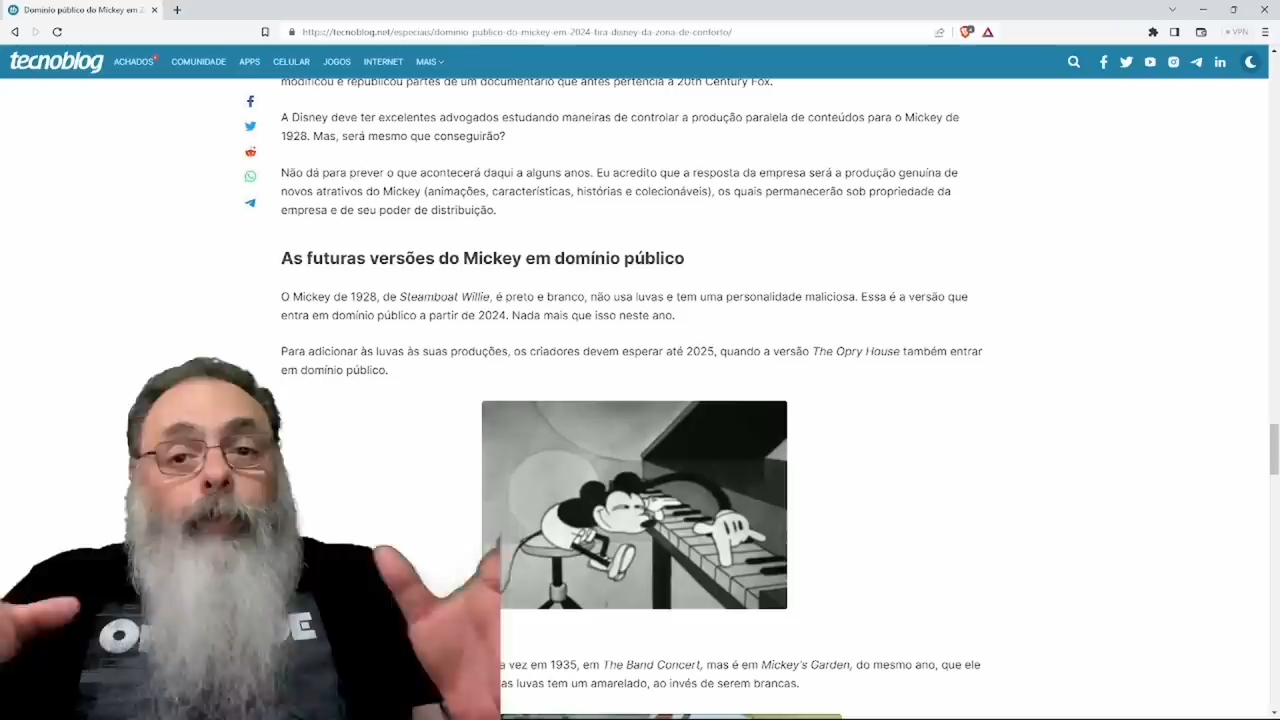 Domínio público do Mickey em 2
https://tecnoblog.net/especiais/dominio-publico-do-mickey-em-2024-tira-disney-da-zona-de-conforto/
VPN
tecnoblog
ACHADOS
COMUNIDADE
APPS
CELULAR
JOGOS
INTERNET
MAIS
modificou e republicou partes de um documentário que antes pertencia à 20th Century Fox.
A Disney deve ter excelentes advogados estudando maneiras de controlar a produção paralela de conteúdos para o Mickey de
1928. Mas, será mesmo que conseguirão?
Não dá para prever o que acontecerá daqui a alguns anos. Eu acredito que a resposta da empresa será a produção genuína de
novos atrativos do Mickey (animações, características, histórias e colecionáveis), os quais permanecerão sob propriedade da
empresa e de seu poder de distribuição.
As futuras versões do Mickey em domínio público
O Mickey de 1928, de Steamboat Willie, é preto e branco, não usa luvas e tem uma personalidade maliciosa. Essa é a versão que
entra em domínio público a partir de 2024. Nada mais que isso neste ano.
Para adicionar às luvas às suas produções, os criadores devem esperar até 2025, quando a versão The Opry House também entrar
em domínio público.
a vez em 1935, em The Band Concert, mas é em Mickey's Garden, do mesmo ano, que ele
as luvas tem um amarelado, ao invés de serem brancas.